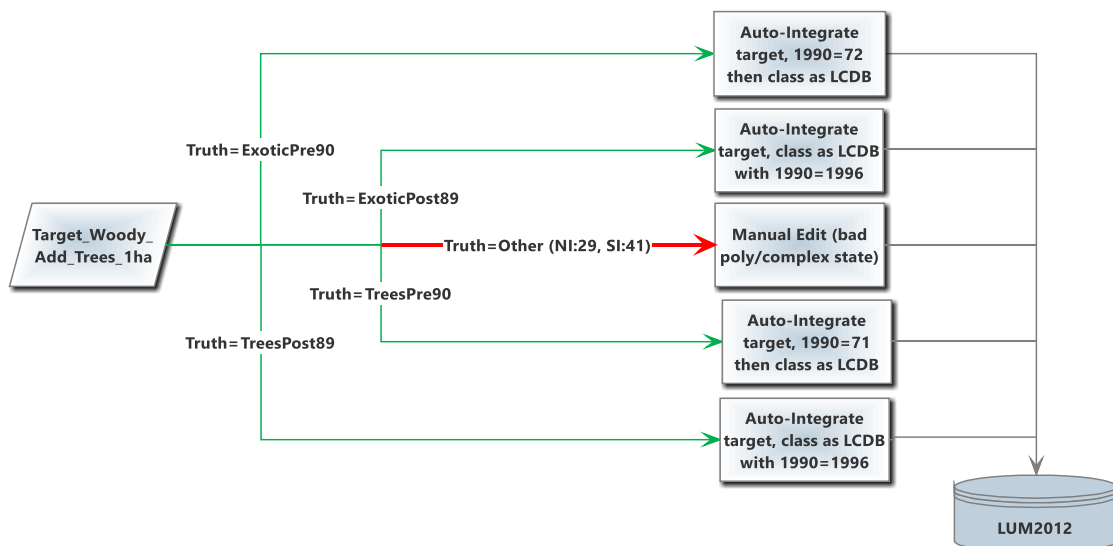 Auto-Integrate
target, 1990=72
then class as LCDB
Truth=ExoticPre90
Auto-Integrate
target, class as LCDB
with 1990=1996
Truth=ExoticPost89
Target_Woody_
Add_Trees_1ha
Truth=Other (NI:29, SI:41)
Manual Edit (bad
poly/complex state)
Truth=TreesPre90
Auto-Integrate
target, 1990=71
then class as LCDB
Truth=TreesPost89
Auto-Integrate
target, class as LCDB
with 1990=1996
LUM2012